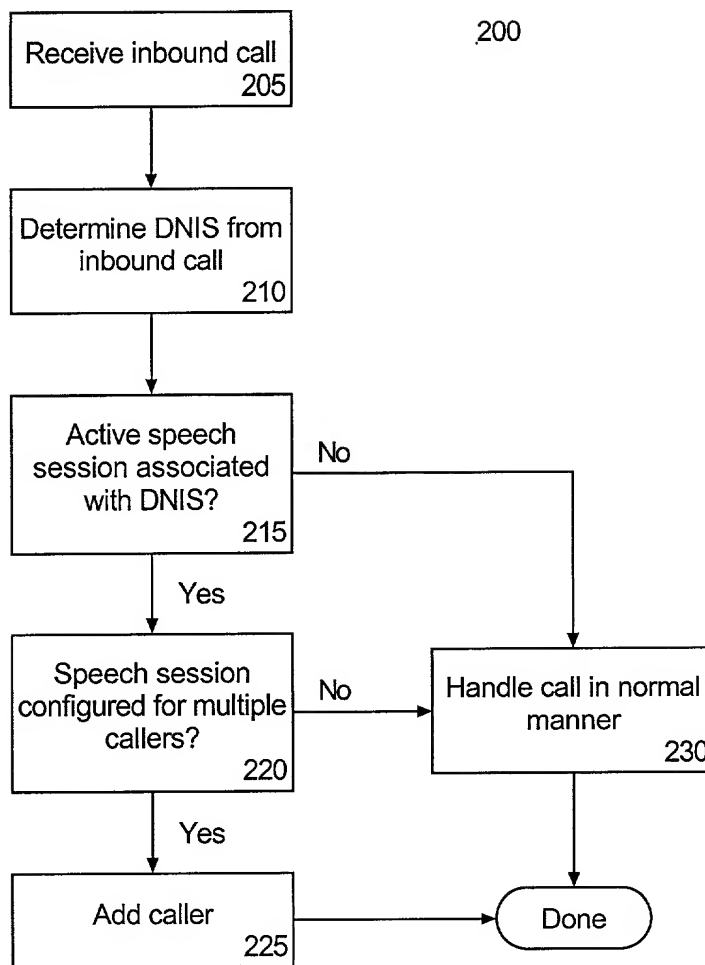 200
Receive inbound call
205
Determine DNIS from
inbound call
210
Active speech
session associated
with DNIS?
215
No
Yes
Speech session
configured for multiple
callers?
220
No
Handle call in normal
manner
230
Yes
Add caller
225
Done